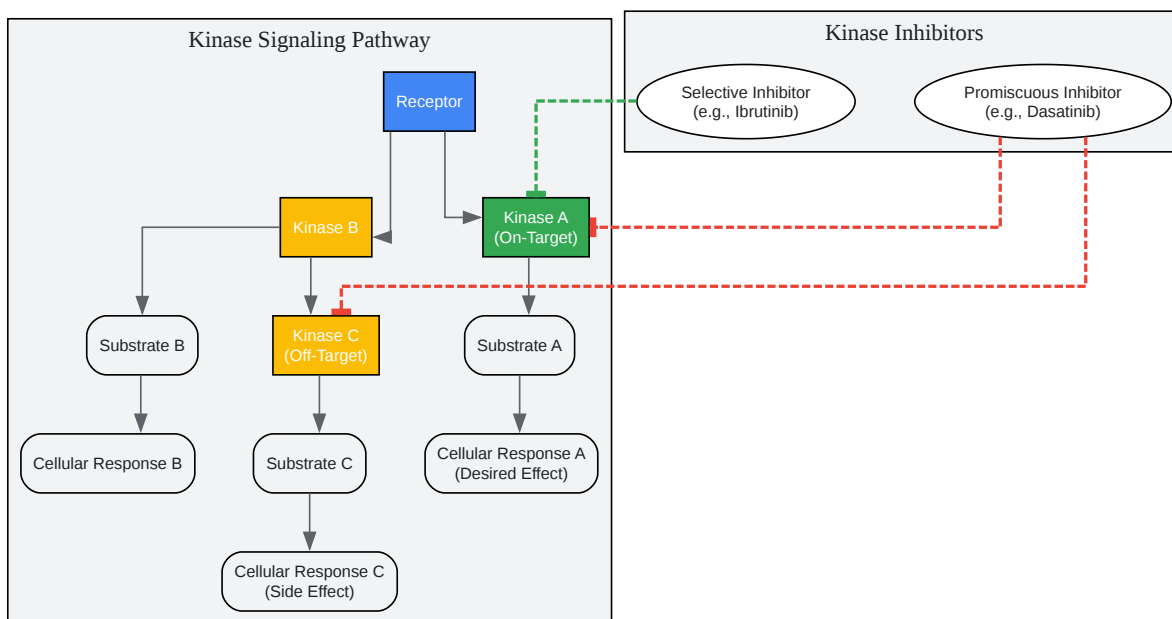 Kinase Signaling Pathway
Kinase Inhibitors
Receptor
Selective Inhibitor
(e.g., Ibrutinib)
Promiscuous Inhibitor
(e.g., Dasatinib)
Kinase B
Kinase A
(On-Target)
Substrate B
Kinase C
(Off-Target)
Substrate A
Cellular Response B
Substrate C
Cellular Response A
(Desired Effect)
Cellular Response C
(Side Effect)